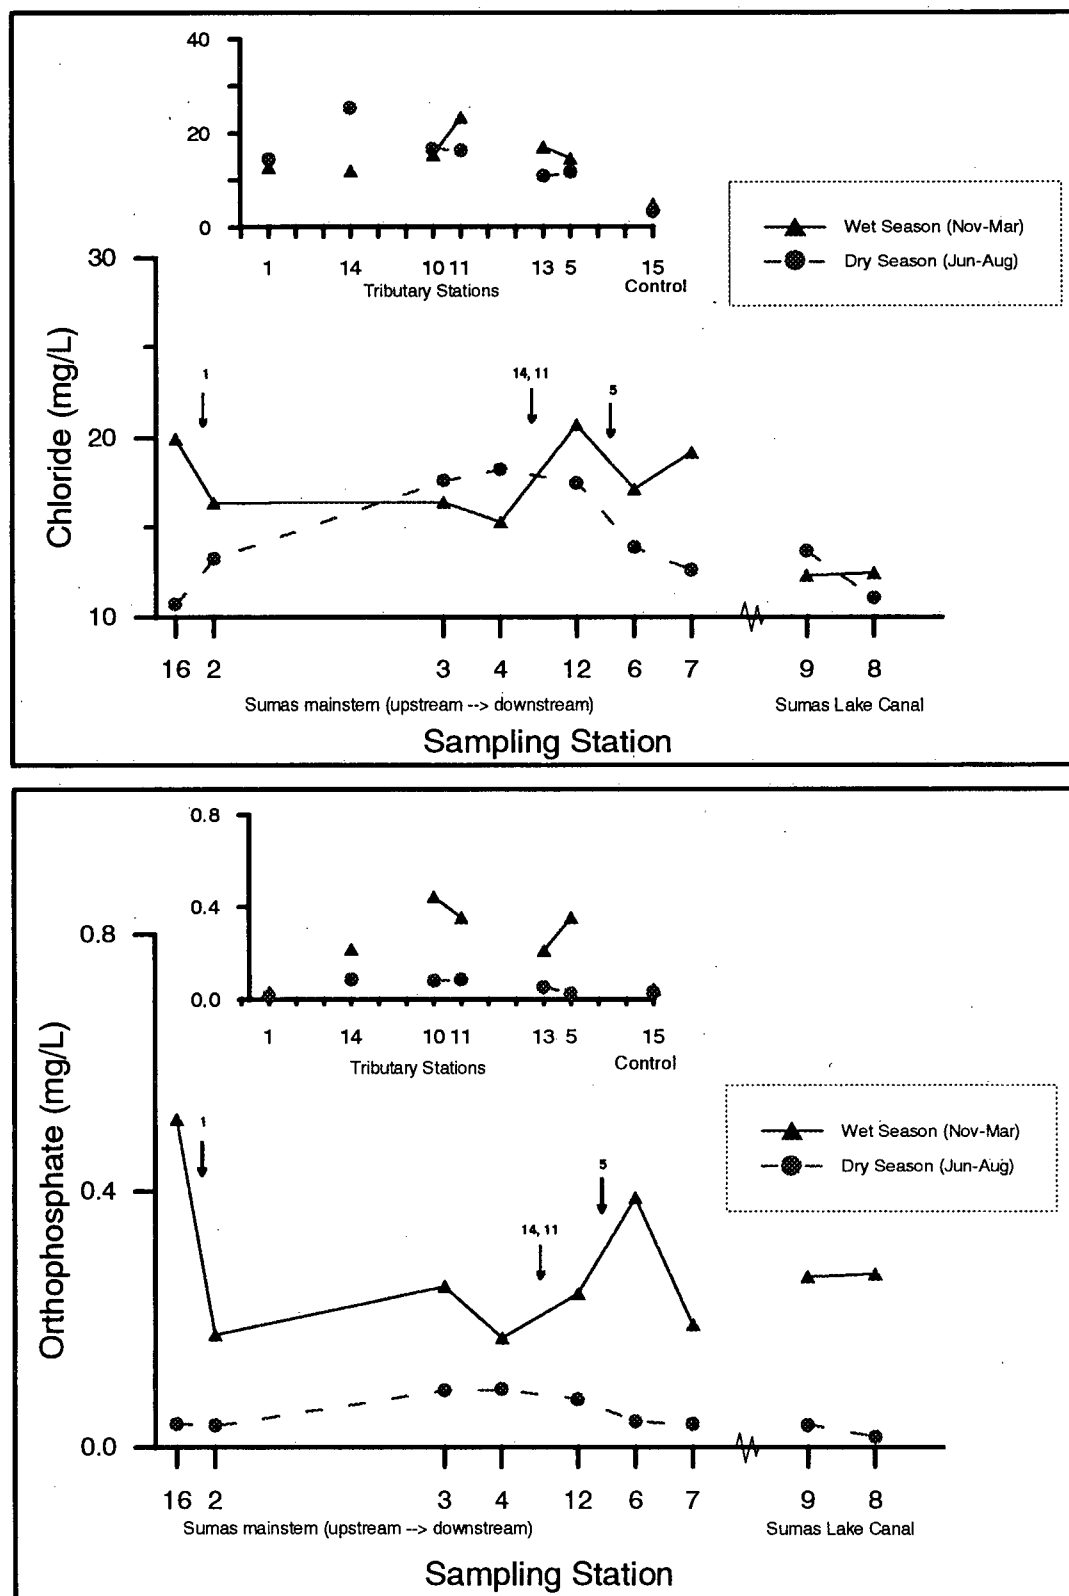 40
20
0
1 14 10 11 13 5 15
Tributary Stations Control
Wet Season (Nov-Mar)
Dry Season (Jun-Aug)
30
20
10
Chloride (mg/L)
1
14, 11
5
16 2 3 4 12 6 7 9 8
Sumas mainstem (upstream --> downstream) Sumas Lake Canal
Sampling Station
0.8
0.4
0.0
1 14 10 11 13 5 15
Tributary Stations Control
Wet Season (Nov-Mar)
Dry Season (Jun-Aug)
0.8
0.4
0.0
Orthophosphate (mg/L)
1
14, 11
5
16 2 3 4 12 6 7 9 8
Sumas mainstem (upstream --> downstream) Sumas Lake Canal
Sampling Station